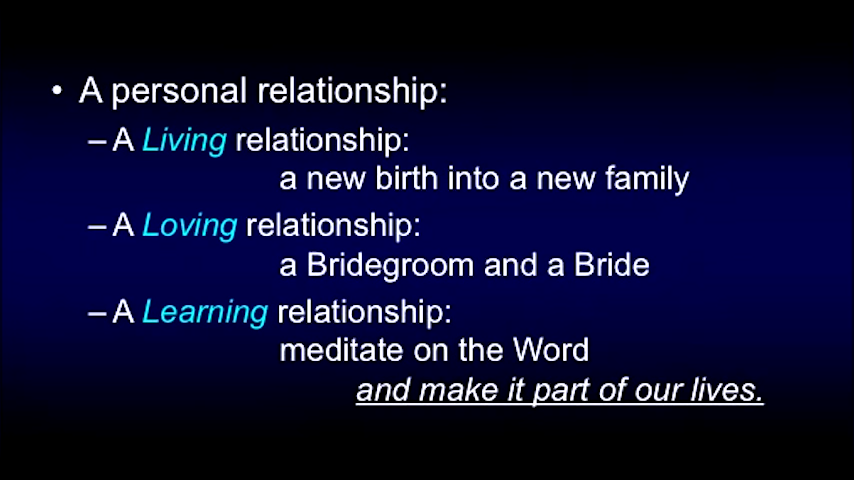 • A personal relationship:
– A Living relationship:
a new birth into a new family
– A Loving relationship:
a Bridegroom and a Bride
– A Learning relationship:
meditate on the Word
and make it part of our lives.